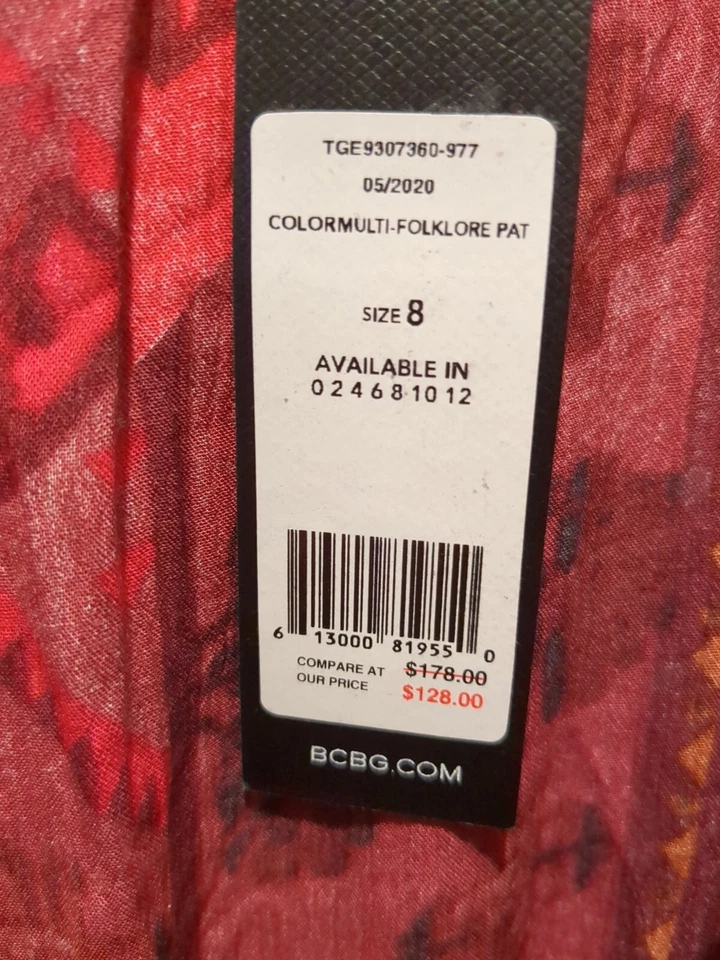 TGE9307360-977
05/2020
COLORMULTI-FOLKLORE PAT
SIZE 8
AVAILABLE IN
0 2 4 6 8 10 12
6 13000 81955 0
COMPARE AT $178.00
OUR PRICE $128.00
BCBG.COM